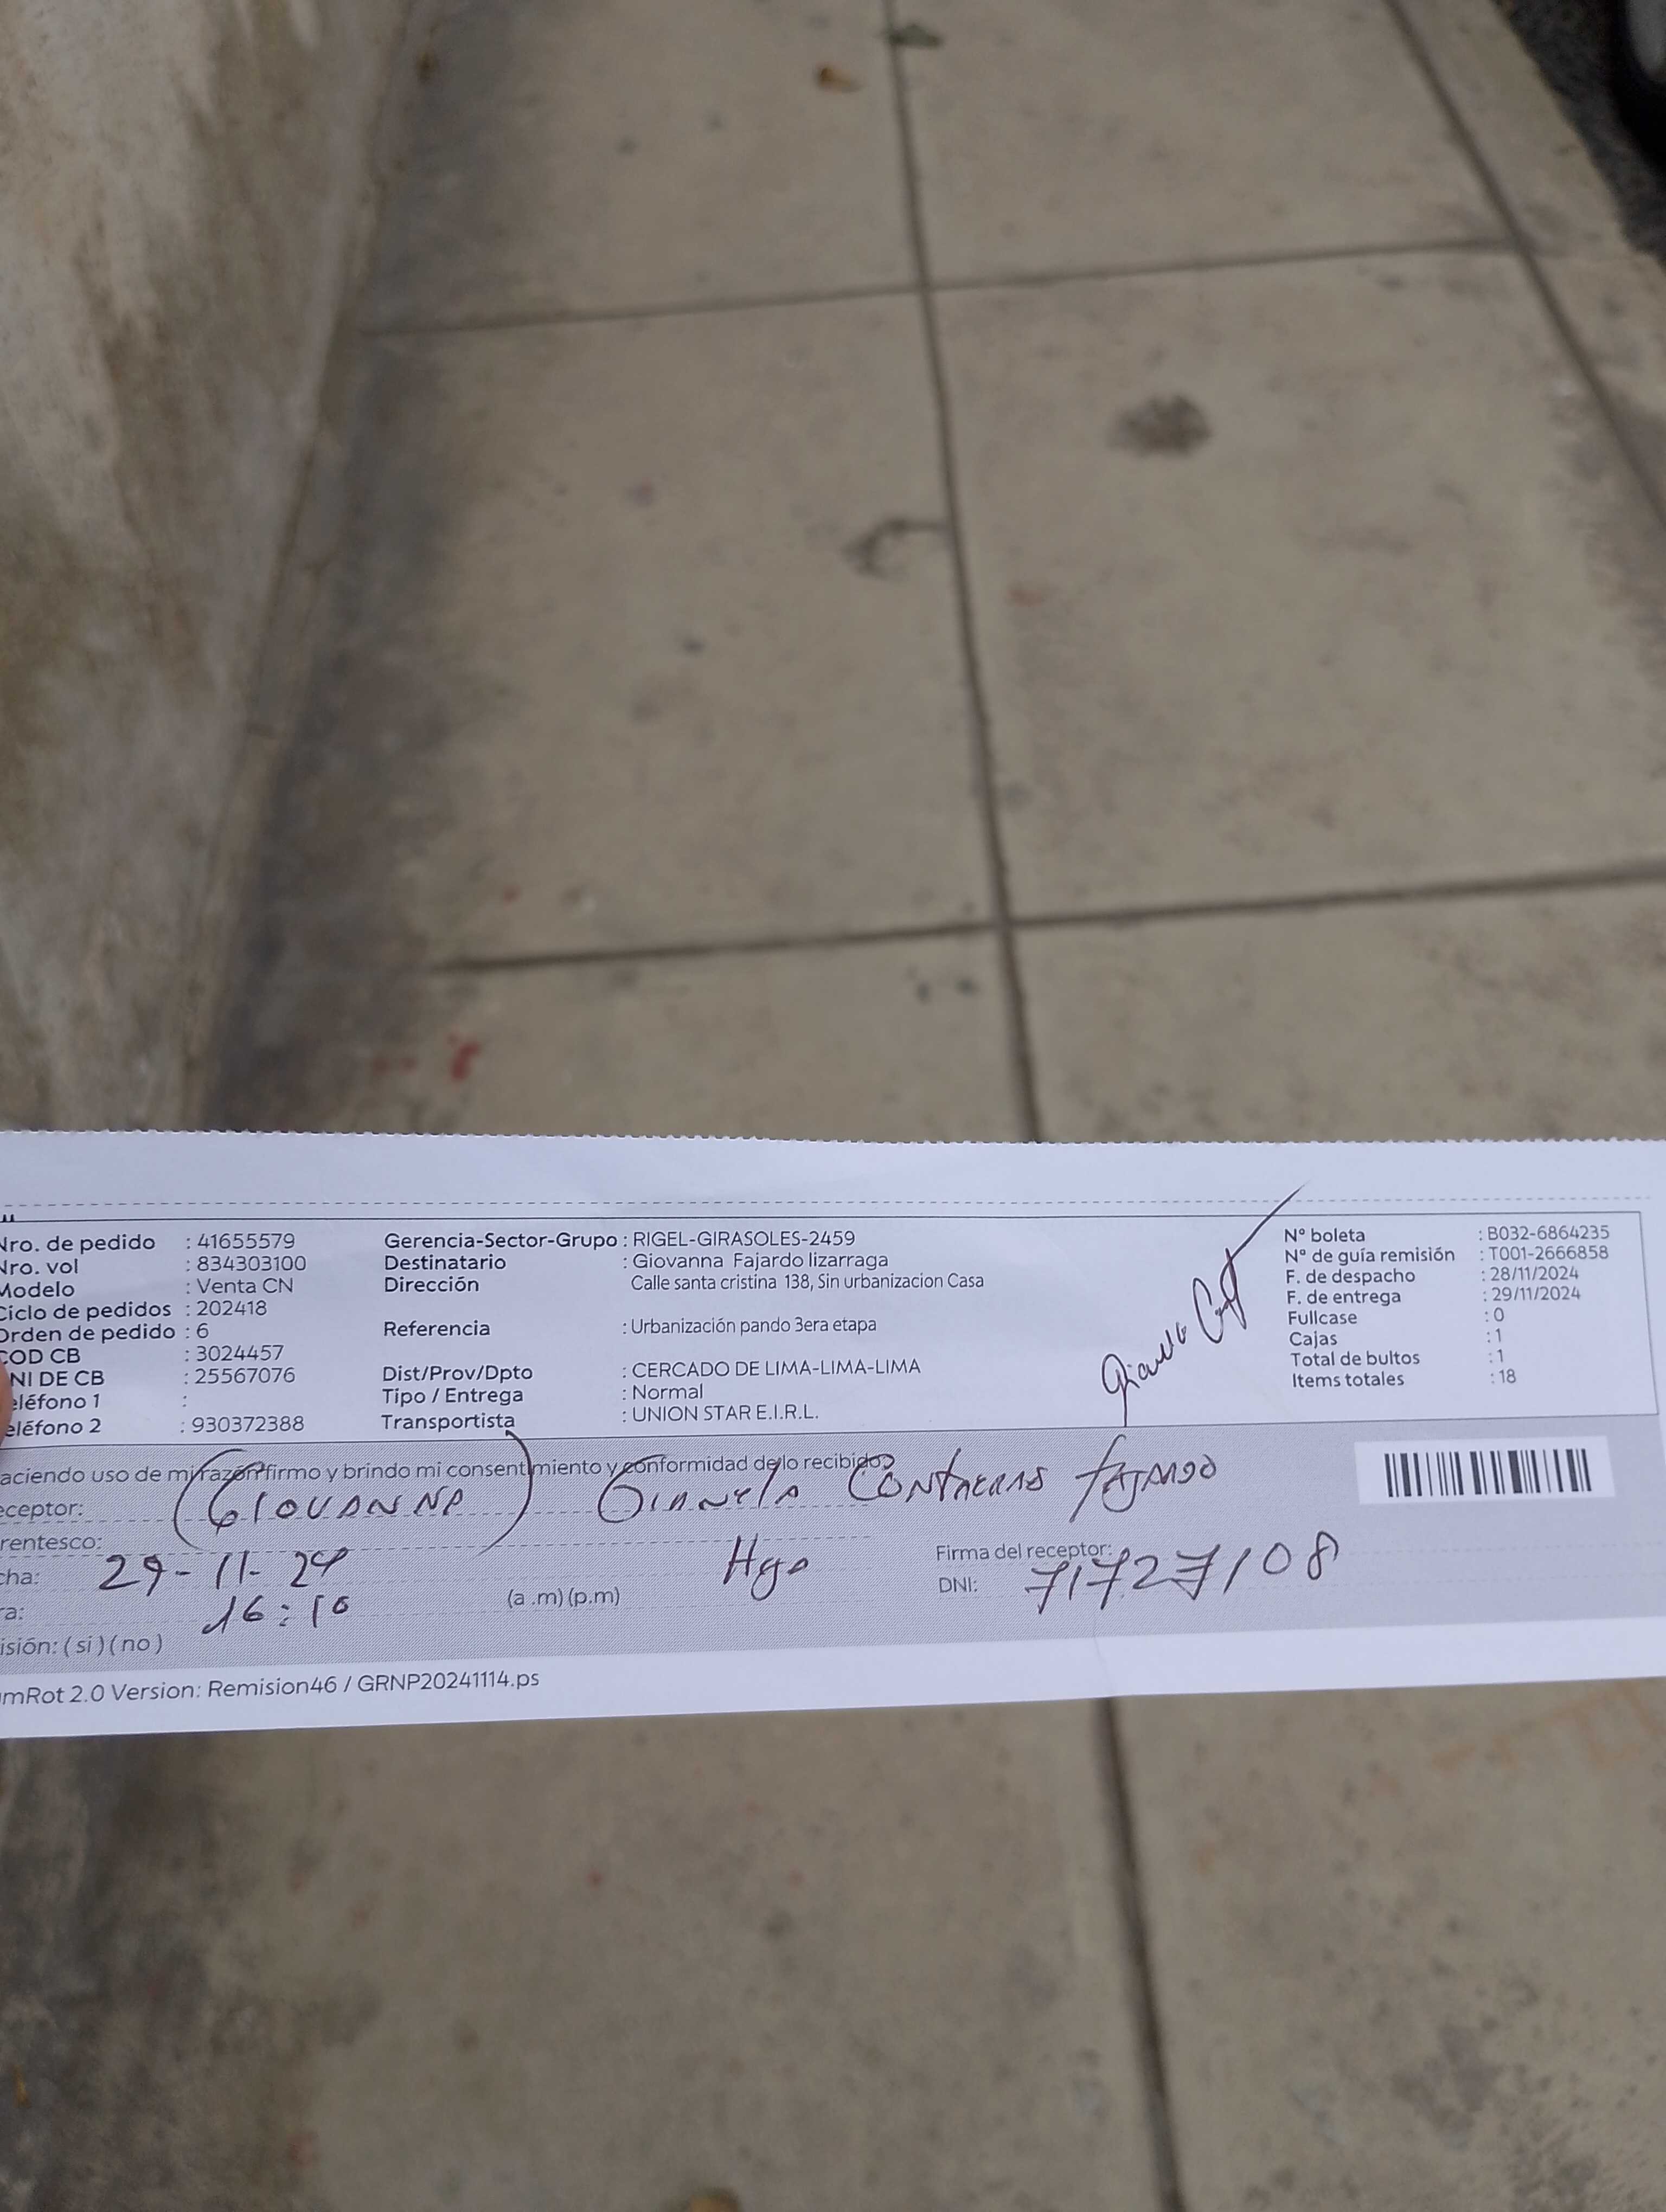 Nro. de pedido : 41655579
Nro. vol : 834303100
Modelo : Venta CN
Ciclo de pedidos : 202418
Orden de pedido : 6
COD CB : 3024457
NI DE CB : 25567076
eléfono 1 :
eléfono 2 : 930372388
Gerencia-Sector-Grupo : RIGEL-GIRASOLES-2459
Destinatario : Giovanna Fajardo lizarraga
Dirección Calle santa cristina 138, Sin urbanizacion Casa
Referencia : Urbanización pando 3era etapa
Dist/Prov/Dpto : CERCADO DE LIMA-LIMA-LIMA
Tipo / Entrega : Normal
Transportista : UNION STAR E.I.R.L.
Nº boleta : B032-6864235
Nº de guía remisión : T001-2666858
F. de despacho : 28/11/2024
F. de entrega : 29/11/2024
Fullcase : 0
Cajas : 1
Total de bultos : 1
Items totales : 18
aciendo uso de mi razón firmo y brindo mi consentimiento y conformidad de lo recibido
eceptor: (GIOVANNA) Gianela Contreras Fajardo
rentesco: Hija
cha: 29-11-24
ra: 16:10 (a.m) (p.m)
Firma del receptor:
DNI: 71727108
isión: ( si ) ( no )
mRot 2.0 Version: Remision46 / GRNP20241114.ps